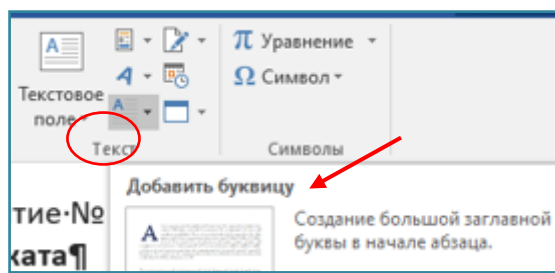 π Уравнение
Ω Символ
Текстовое
поле
Текст
Символы
Добавить буквицу
тие·№
ката¶
Создание большой заглавной
буквы в начале абзаца.